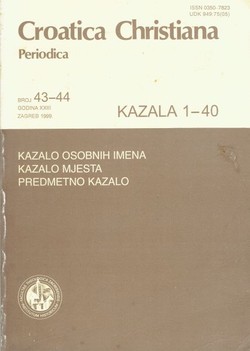 ISSN 0350-7823
UDK 949.75(05)
Croatica Christiana
Periodica
BROJ 43–44
GODINA XXIII
ZAGREB 1999
KAZALA 1–40
KAZALO OSOBNIH IMENA
KAZALO MJESTA
PREDMETNO KAZALO